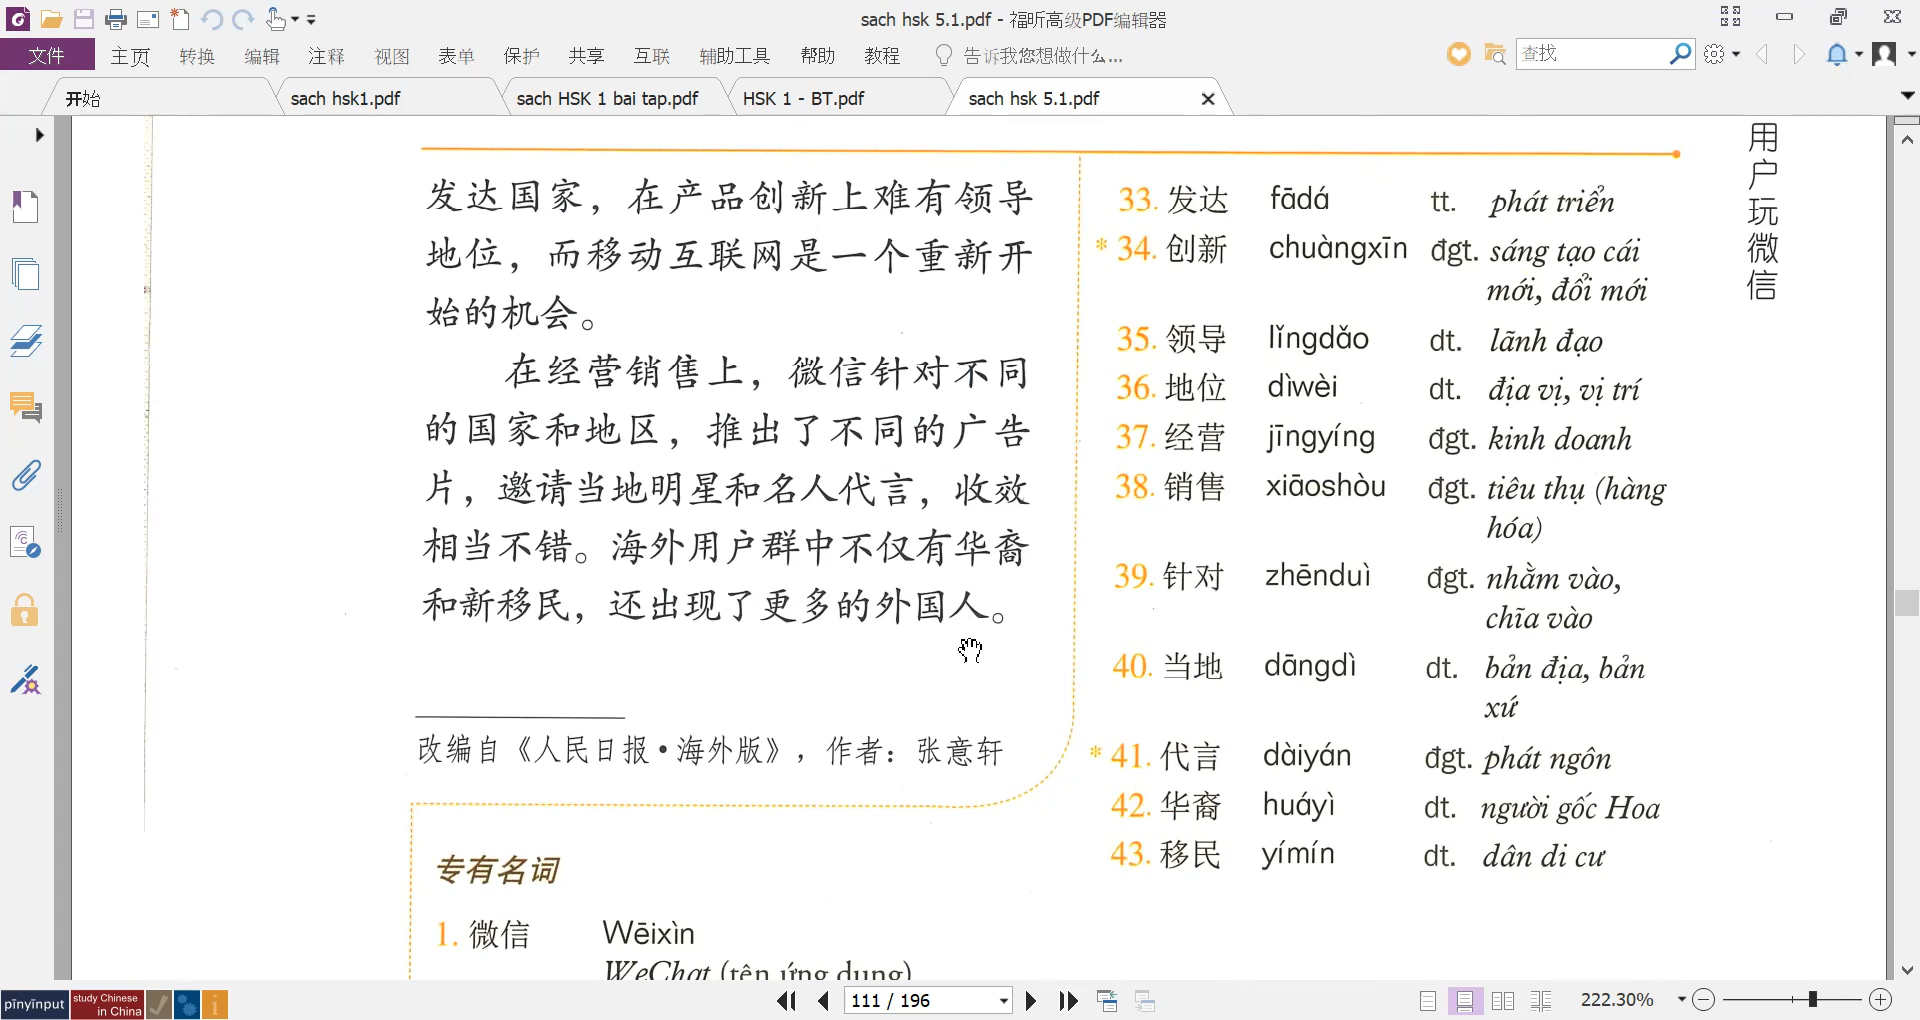 sach hsk 5.1.pdf - 福昕高级PDF编辑器
文件 主页 转换 编辑 注释 视图 表单 保护 共享 互联 辅助工具 帮助 教程 告诉我您想做什么... 查找
开始 sach hsk1.pdf sach HSK 1 bai tap.pdf HSK 1 - BT.pdf sach hsk 5.1.pdf
发达国家，在产品创新上难有领导
地位，而移动互联网是一个重新开
始的机会。
在经营销售上，微信针对不同
的国家和地区，推出了不同的广告
片，邀请当地明星和名人代言，收效
相当不错。海外用户群中不仅有华裔
和新移民，还出现了更多的外国人。
改编自《人民日报·海外版》，作者：张意轩
专有名词
1. 微信 Wēixìn
WeChat (tên ứng dụng)
33. 发达 fādá tt. phát triển
* 34. 创新 chuàngxīn đgt. sáng tạo cái
mới, đổi mới
35. 领导 lǐngdǎo dt. lãnh đạo
36. 地位 dìwèi dt. địa vị, vị trí
37. 经营 jīngyíng đgt. kinh doanh
38. 销售 xiāoshòu đgt. tiêu thụ (hàng
hóa)
39. 针对 zhēnduì đgt. nhằm vào,
chĩa vào
40. 当地 dāngdì dt. bản địa, bản
xứ
* 41. 代言 dàiyán đgt. phát ngôn
42. 华裔 huáyì dt. người gốc Hoa
43. 移民 yímín dt. dân di cư
用户玩微信
pīnyīnput study Chinese
in China
111 / 196
222.30%